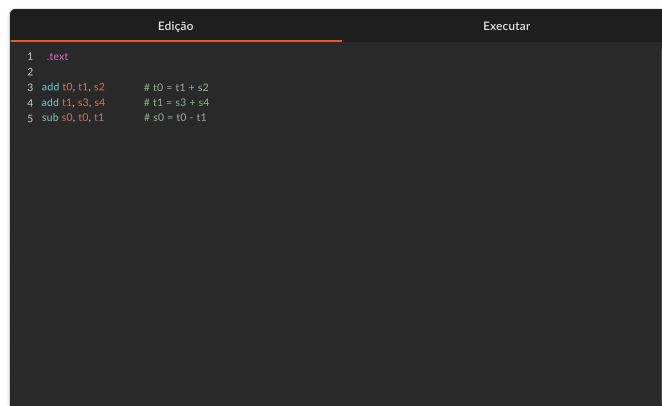 Edição Executar
1 .text
2
3 add t0, t1, s2 # t0 = t1 + s2
4 add t1, s3, s4 # t1 = s3 + s4
5 sub s0, t0, t1 # s0 = t0 - t1